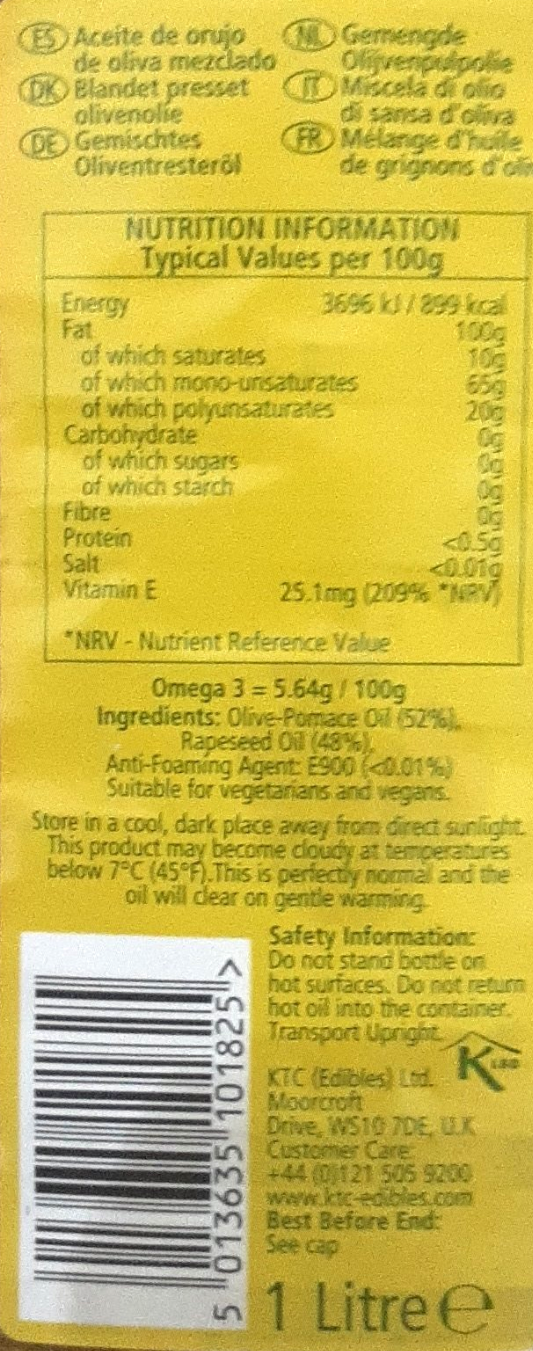 ES Aceite de orujo
de oliva mezclado
DK Blandet presset
olivenolie
DE Gemischtes
Oliventresteröl
NL Gemengde
Olijvenpulpolie
IT Miscela di olio
di sansa d'oliva
FR Mélange d'huile
de grignons d'oli
NUTRITION INFORMATION
Typical Values per 100g
Energy 3696 kJ / 899 kcal
Fat 100g
of which saturates 10g
of which mono-unsaturates 65g
of which polyunsaturates 20g
Carbohydrate 0g
of which sugars 0g
of which starch 0g
Fibre 0g
Protein <0.5g
Salt <0.01g
Vitamin E 25.1mg (209% *NRV)
*NRV - Nutrient Reference Value
Omega 3 = 5.64g / 100g
Ingredients: Olive-Pomace Oil (52%),
Rapeseed Oil (48%),
Anti-Foaming Agent: E900 (<0.01%)
Suitable for vegetarians and vegans.
Store in a cool, dark place away from direct sunlight.
This product may become cloudy at temperatures
below 7°C (45°F).This is perfectly normal and the
oil will clear on gentle warming.
Safety Information:
Do not stand bottle on
hot surfaces. Do not return
hot oil into the container.
Transport Upright.
KLBD
KTC (Edibles) Ltd.
Moorcroft
Drive, WS10 7DE, U.K
Customer Care:
+44 (0)121 505 9200
www.ktc-edibles.com
Best Before End:
See cap
1 Litre e
5 013635 101825 >